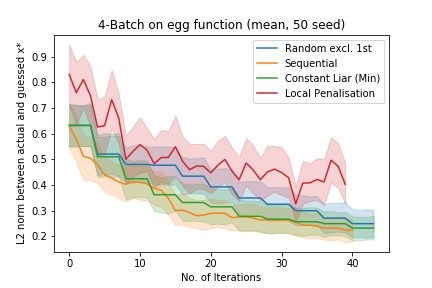 4-Batch on egg function (mean, 50 seed)
Random excl. 1st
Sequential
Constant Liar (Min)
Local Penalisation
L2 norm between actual and guessed x*
0.9
0.8
0.7
0.6
0.5
0.4
0.3
0.2
0 10 20 30 40
No. of Iterations